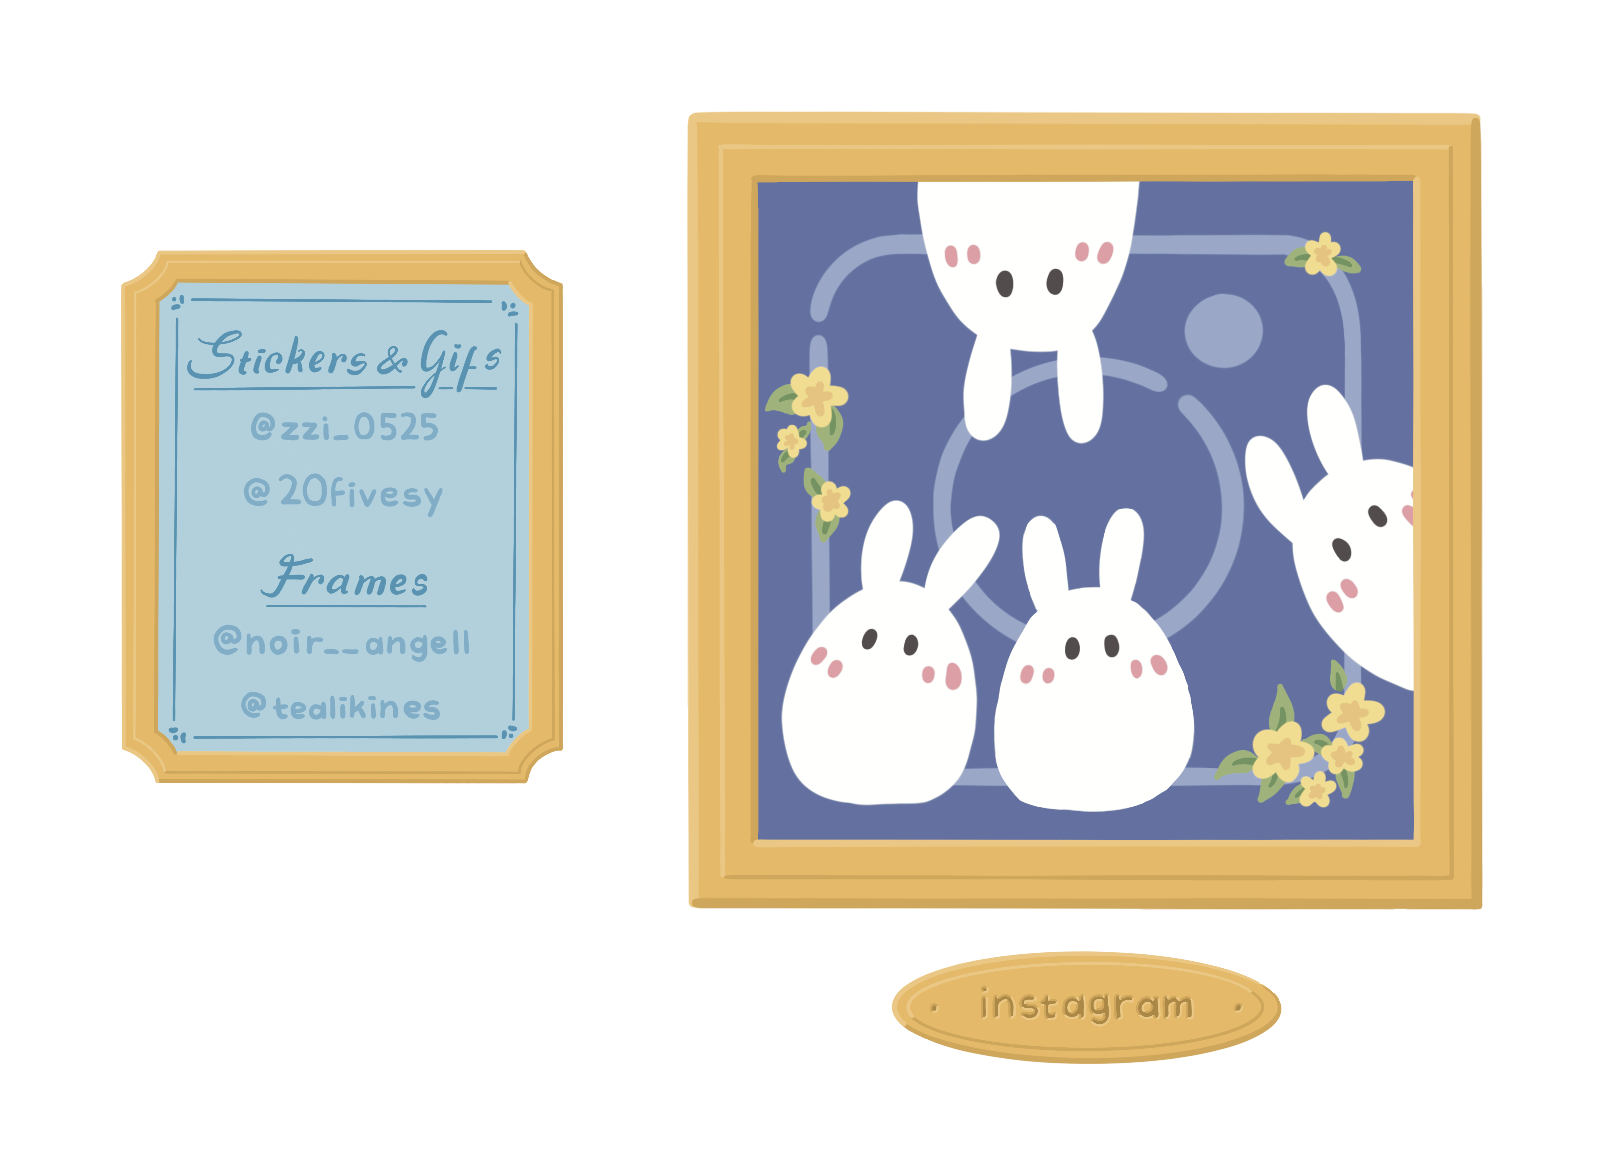 Stickers & Gifs
@zzi_0525
@20fivesy
Frames
@noir__angell
@tealikines
instagram